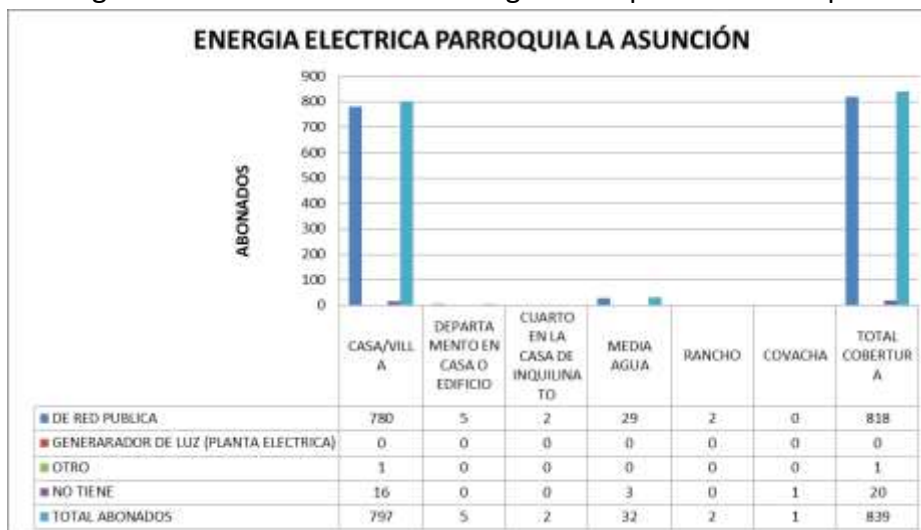 ENERGIA ELECTRICA PARROQUIA LA ASUNCIÓN
ABONADOS
900
800
700
600
500
400
300
200
100
0
CASA/VILL
A
DEPARTA
MENTO EN
CASA O
EDIFICIO
CUARTO
EN LA
CASA DE
INQUILINA
TO
MEDIA
AGUA
RANCHO
COVACHA
TOTAL
COBERTUR
A
DE RED PUBLICA 780 5 2 29 2 0 818
GENERARADOR DE LUZ (PLANTA ELECTRICA) 0 0 0 0 0 0 0
OTRO 1 0 0 0 0 0 1
NO TIENE 16 0 0 3 0 1 20
TOTAL ABONADOS 797 5 2 32 2 1 839